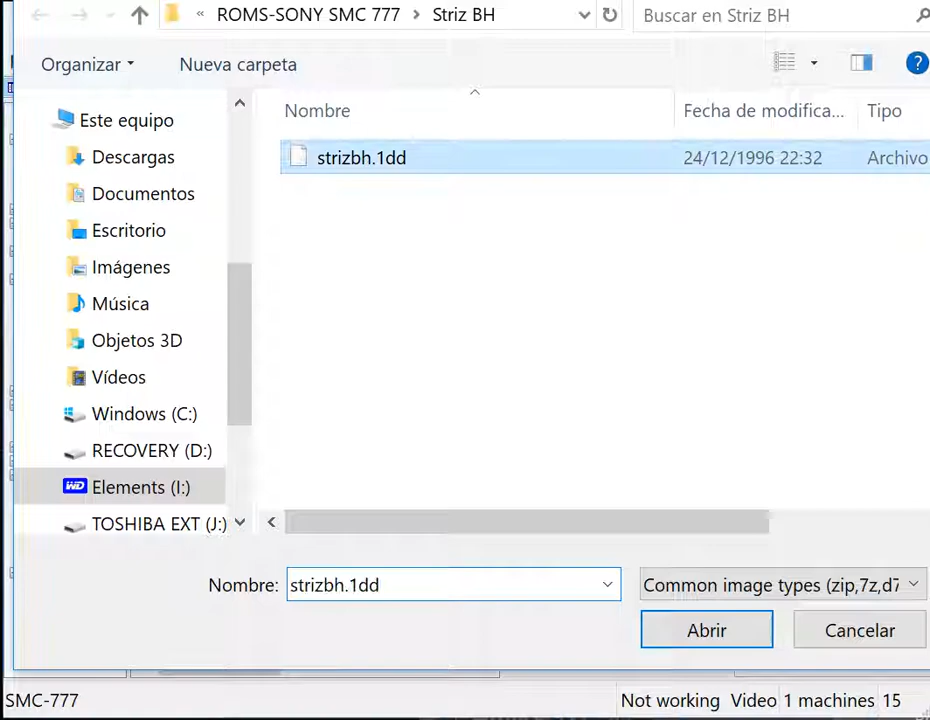 « ROMS-SONY SMC 777 › Striz BH
Buscar en Striz BH
Organizar
Nueva carpeta
?
Nombre
Fecha de modifica...
Tipo
Este equipo
Descargas
Documentos
Escritorio
Imágenes
Música
Objetos 3D
Vídeos
Windows (C:)
RECOVERY (D:)
WD Elements (I:)
TOSHIBA EXT (J:)
strizbh.1dd
24/12/1996 22:32
Archivo
Nombre:
strizbh.1dd
Common image types (zip,7z,d7
Abrir
Cancelar
SMC-777
Not working
Video
1 machines
15